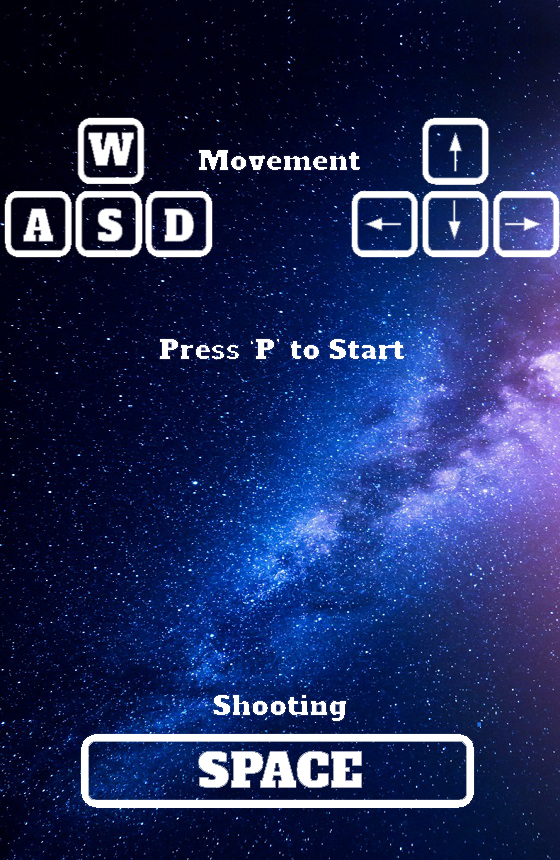 W
Movement
↑
A S D
← ↓ →
Press 'P' to Start
Shooting
SPACE